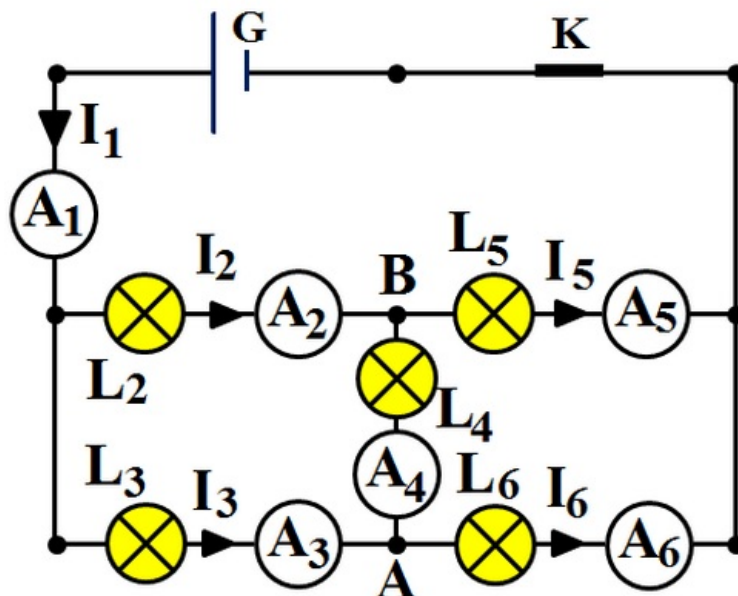 G
K
I₁
A₁
I₂
B
L₅
I₅
A₂
A₅
L₂
L₄
L₃
I₃
A₄
L₆
I₆
A₃
A₆
A